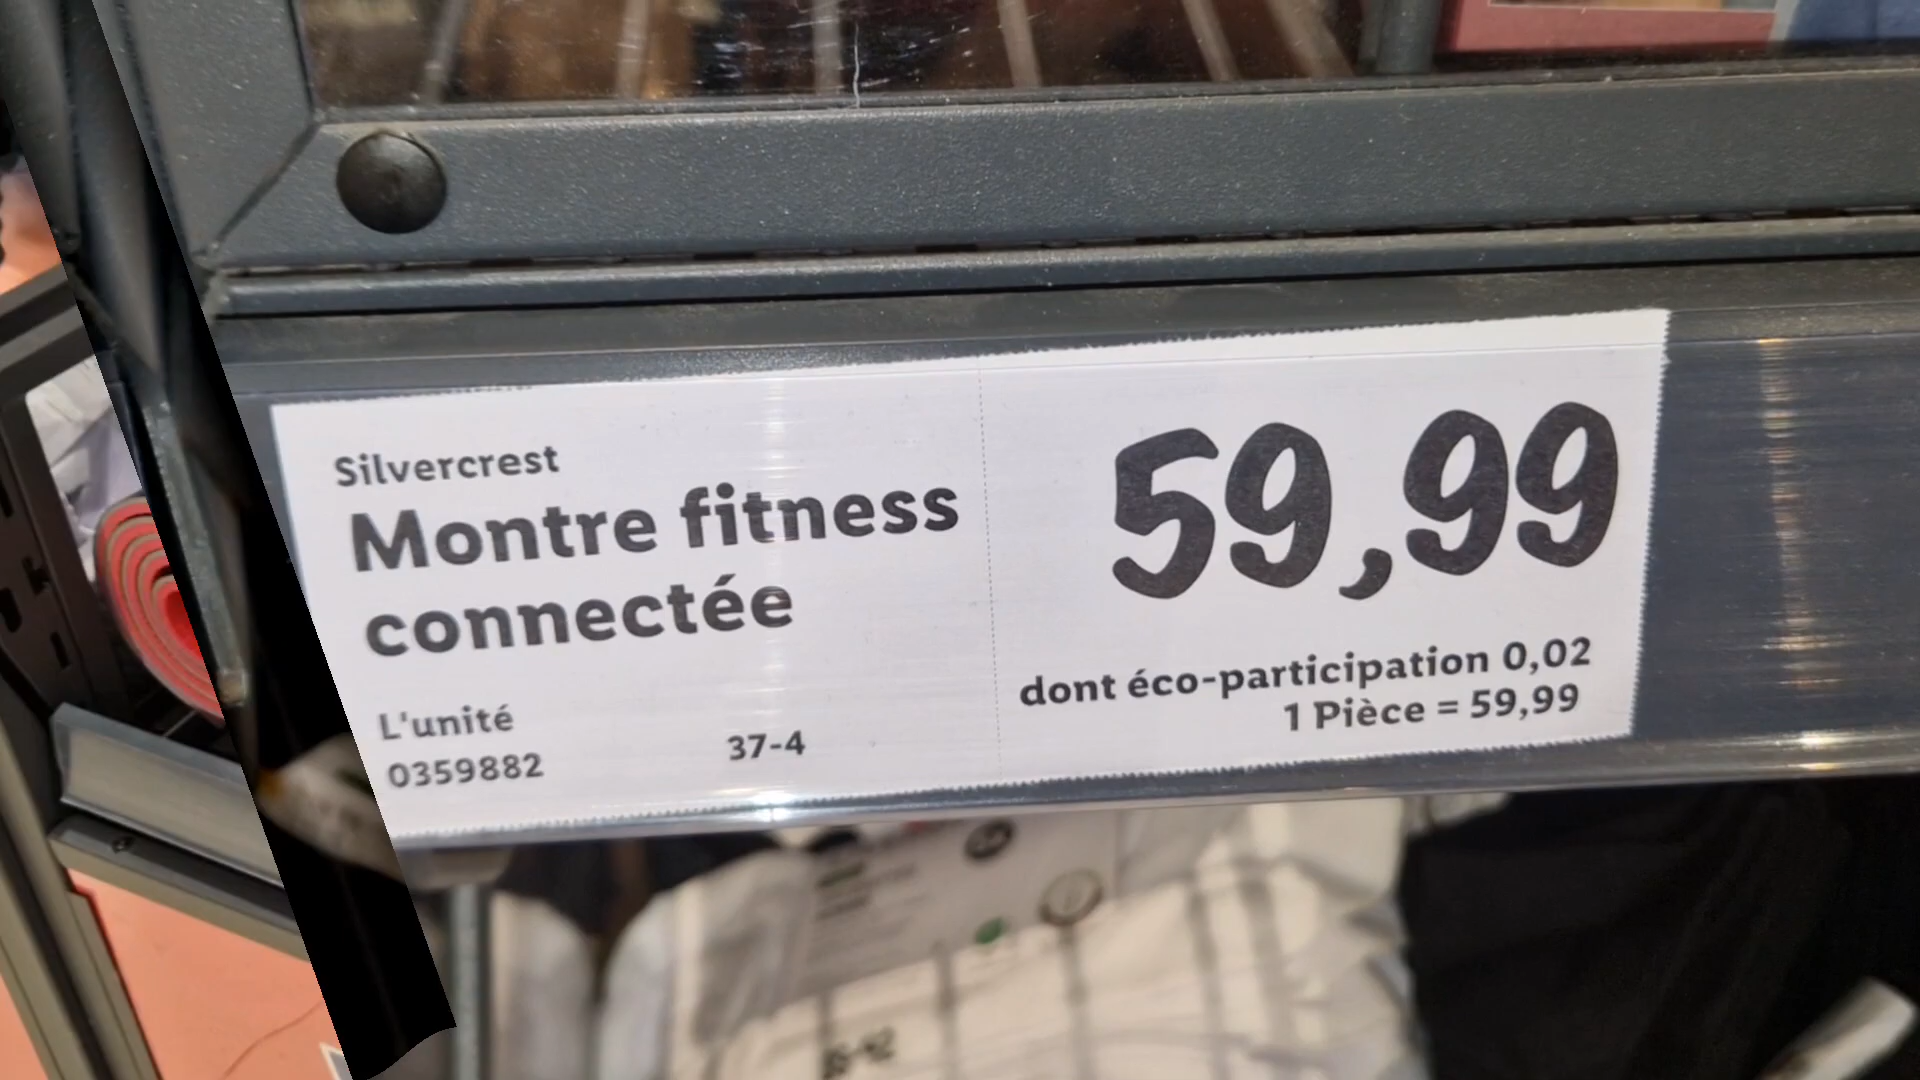 Silvercrest
Montre fitness
connectée
L'unité
0359882
37-4
59,99
dont éco-participation 0,02
1 Pièce = 59,99